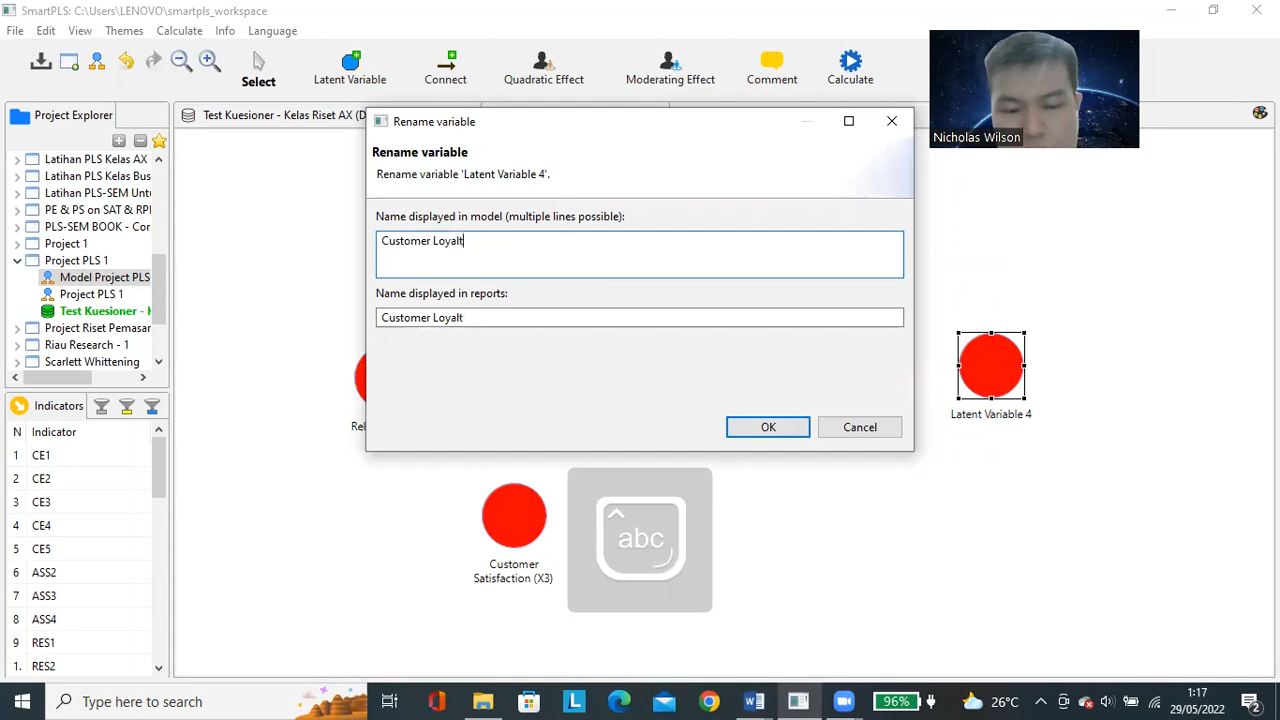 SmartPLS: C:\Users\LENOVO\smartpls_workspace
File Edit View Themes Calculate Info Language
Select
Latent Variable
Connect
Quadratic Effect
Moderating Effect
Comment
Calculate
Nicholas Wilson
Project Explorer
Latihan PLS Kelas AX
Latihan PLS Kelas Bus
Latihan PLS-SEM Untu
PE & PS on SAT & RPI
PLS-SEM BOOK - Cor
Project 1
Project PLS 1
Model Project PLS
Project PLS 1
Test Kuesioner - K
Project Riset Pemasar
Riau Research - 1
Scarlett Whittening
Indicators
N Indicator
1 CE1
2 CE2
3 CE3
4 CE4
5 CE5
6 ASS2
7 ASS3
8 ASS4
9 RES1
1. RES2
Test Kuesioner - Kelas Riset AX (D
Rename variable
Rename variable
Rename variable 'Latent Variable 4'.
Name displayed in model (multiple lines possible):
Customer Loyalt
Name displayed in reports:
Customer Loyalt
OK
Cancel
Rel
Latent Variable 4
Customer
Satisfaction (X3)
abc
Type here to search
96%
26°C
1:17
29/05/2022
2